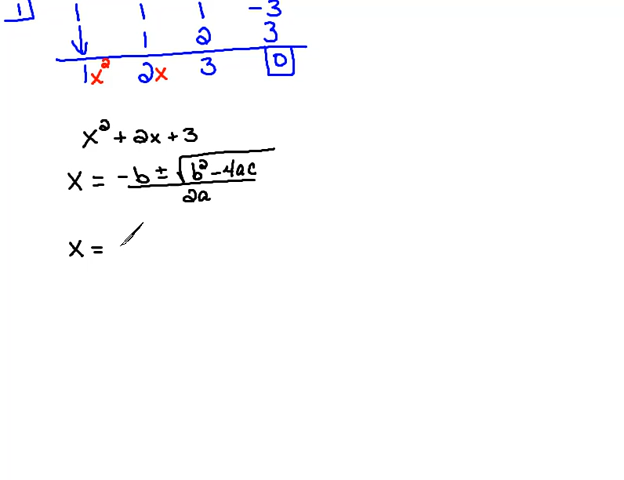 1 1 1 1 -3
↓ 1 2 3
1x² 2x 3 0
x² + 2x + 3
x = -b ± √b² - 4ac / 2a
x =